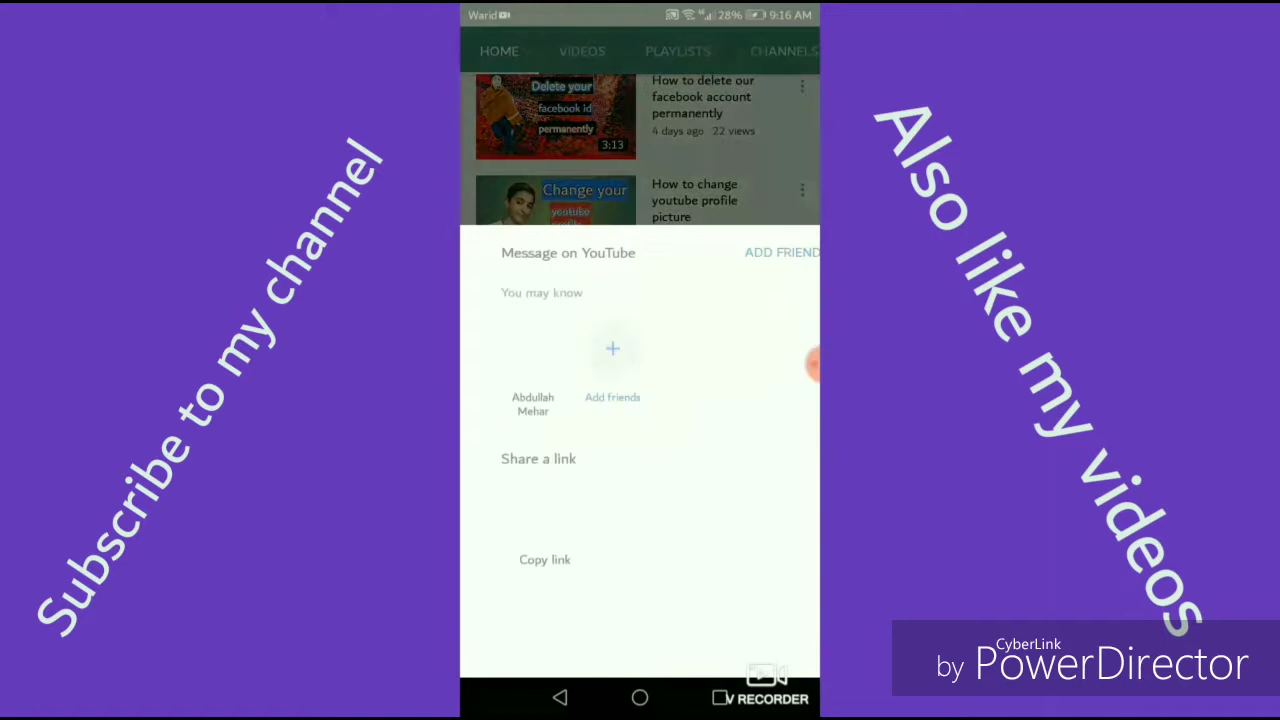 Subscribe to my channel
Warid
28% 9:16 AM
HOME VIDEOS PLAYLISTS CHANNELS
Delete your
facebook id
permanently
3:13
How to delete our
facebook account
permanently
4 days ago 22 views
Change your
youtube
How to change
youtube profile
picture
Message on YouTube ADD FRIEND
You may know
+
Abdullah
Mehar
Add friends
Share a link
Copy link
V RECORDER
Also like my videos
CyberLink
by PowerDirector